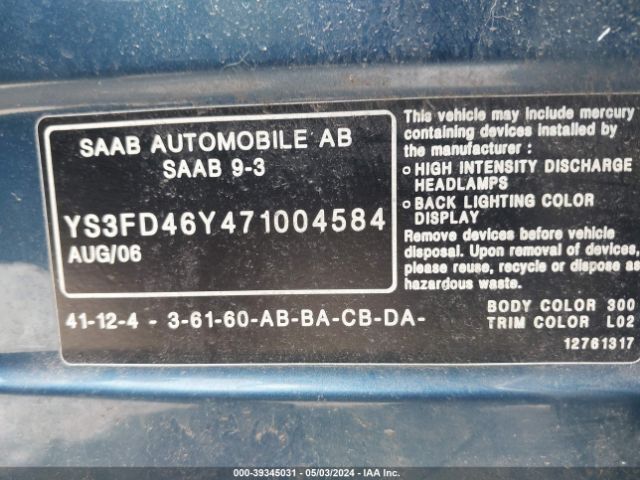 SAAB AUTOMOBILE AB
SAAB 9-3
YS3FD46Y471004584
AUG/06
41-12-4 - 3-61-60-AB-BA-CB-DA-
This vehicle may include mercury
containing devices installed by
the manufacturer :
o HIGH INTENSITY DISCHARGE
HEADLAMPS
o BACK LIGHTING COLOR
DISPLAY
Remove devices before vehicle
disposal. Upon removal of devices,
please reuse, recycle or dispose as
hazardous waste.
BODY COLOR 300
TRIM COLOR L02
12761317
000-39345031 - 05/03/2024 - IAA Inc.